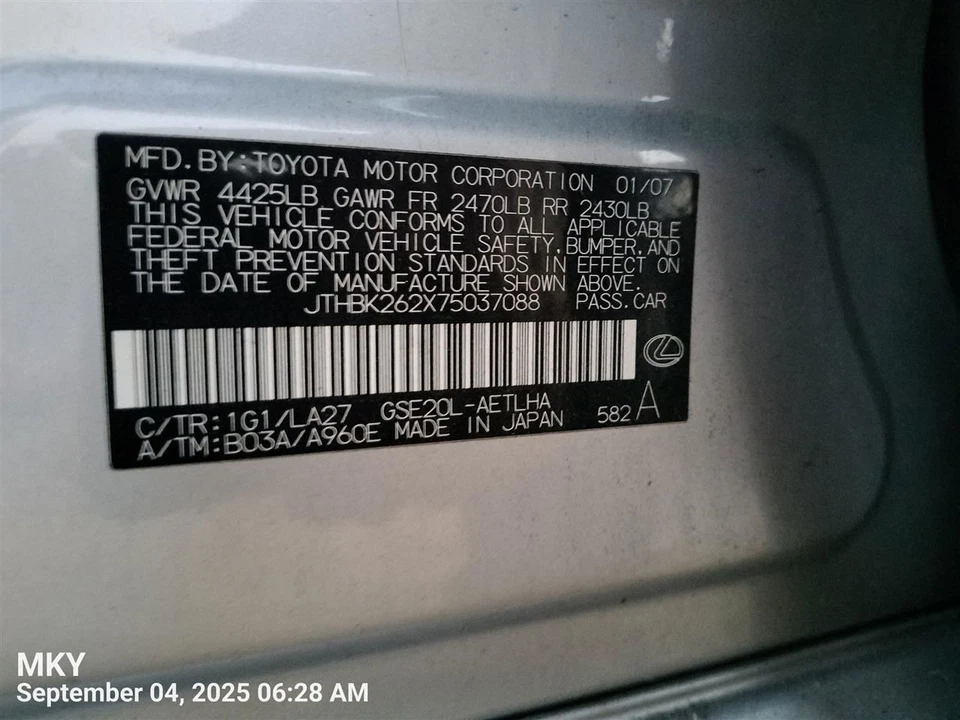 MFD.BY:TOYOTA MOTOR CORPORATION 01/07
GVWR 4425LB GAWR FR 2470LB RR 2430LB
THIS VEHICLE CONFORMS TO ALL APPLICABLE
FEDERAL MOTOR VEHICLE SAFETY,BUMPER,AND
THEFT PREVENTION STANDARDS IN EFFECT ON
THE DATE OF MANUFACTURE SHOWN ABOVE.
JTHBK262X75037088 PASS.CAR
C/TR:1G1/LA27 GSE20L-AETLHA 582 A
A/TM:B03A/A960E MADE IN JAPAN
MKY
September 04, 2025 06:28 AM